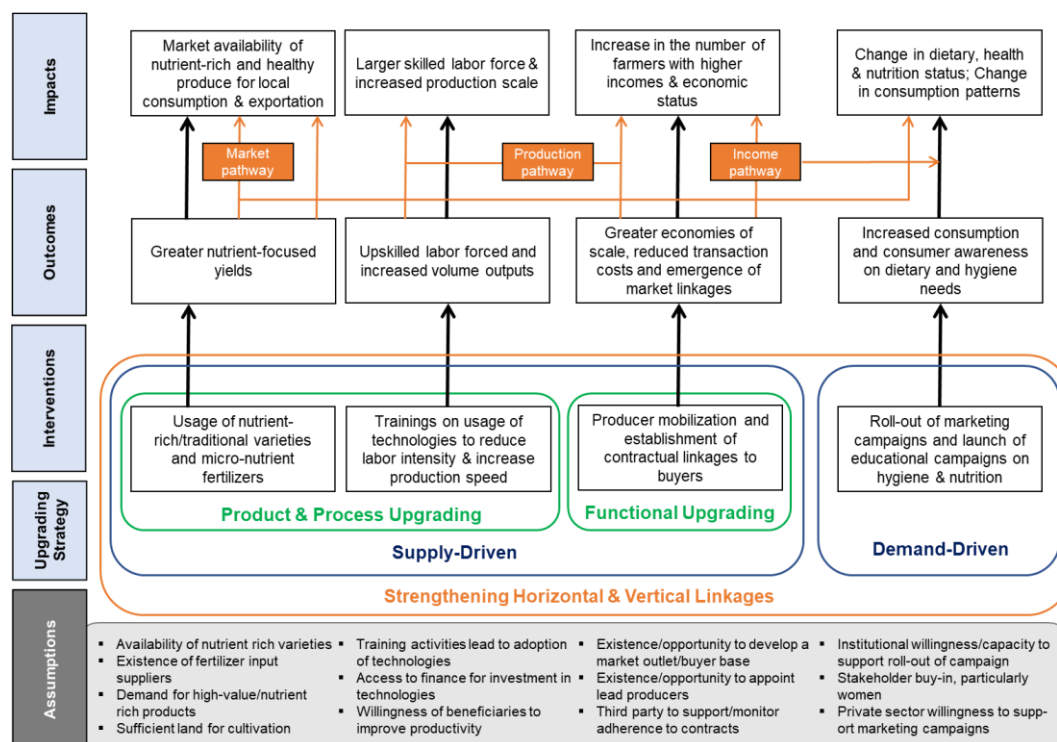 Impacts
Market availability of
nutrient-rich and healthy
produce for local
consumption & exportation
Larger skilled labor force &
increased production scale
Increase in the number of
farmers with higher
incomes & economic
status
Change in dietary, health
& nutrition status; Change
in consumption patterns
Market
pathway
Production
pathway
Income
pathway
Outcomes
Greater nutrient-focused
yields
Upskilled labor forced and
increased volume outputs
Greater economies of
scale, reduced transaction
costs and emergence of
market linkages
Increased consumption
and consumer awareness
on dietary and hygiene
needs
Interventions
Usage of nutrient-
rich/traditional varieties
and micro-nutrient
fertilizers
Trainings on usage of
technologies to reduce
labor intensity & increase
production speed
Producer mobilization and
establishment of
contractual linkages to
buyers
Roll-out of marketing
campaigns and launch of
educational campaigns on
hygiene & nutrition
Upgrading
Strategy
Product & Process Upgrading
Functional Upgrading
Supply-Driven
Demand-Driven
Strengthening Horizontal & Vertical Linkages
Assumptions
▪ Availability of nutrient rich varieties
▪ Existence of fertilizer input
suppliers
▪ Demand for high-value/nutrient
rich products
▪ Sufficient land for cultivation
▪ Training activities lead to adoption
of technologies
▪ Access to finance for investment in
technologies
▪ Willingness of beneficiaries to
improve productivity
▪ Existence/opportunity to develop a
market outlet/buyer base
▪ Existence/opportunity to appoint
lead producers
▪ Third party to support/monitor
adherence to contracts
▪ Institutional willingness/capacity to
support roll-out of campaign
▪ Stakeholder buy-in, particularly
women
▪ Private sector willingness to supp-
ort marketing campaigns